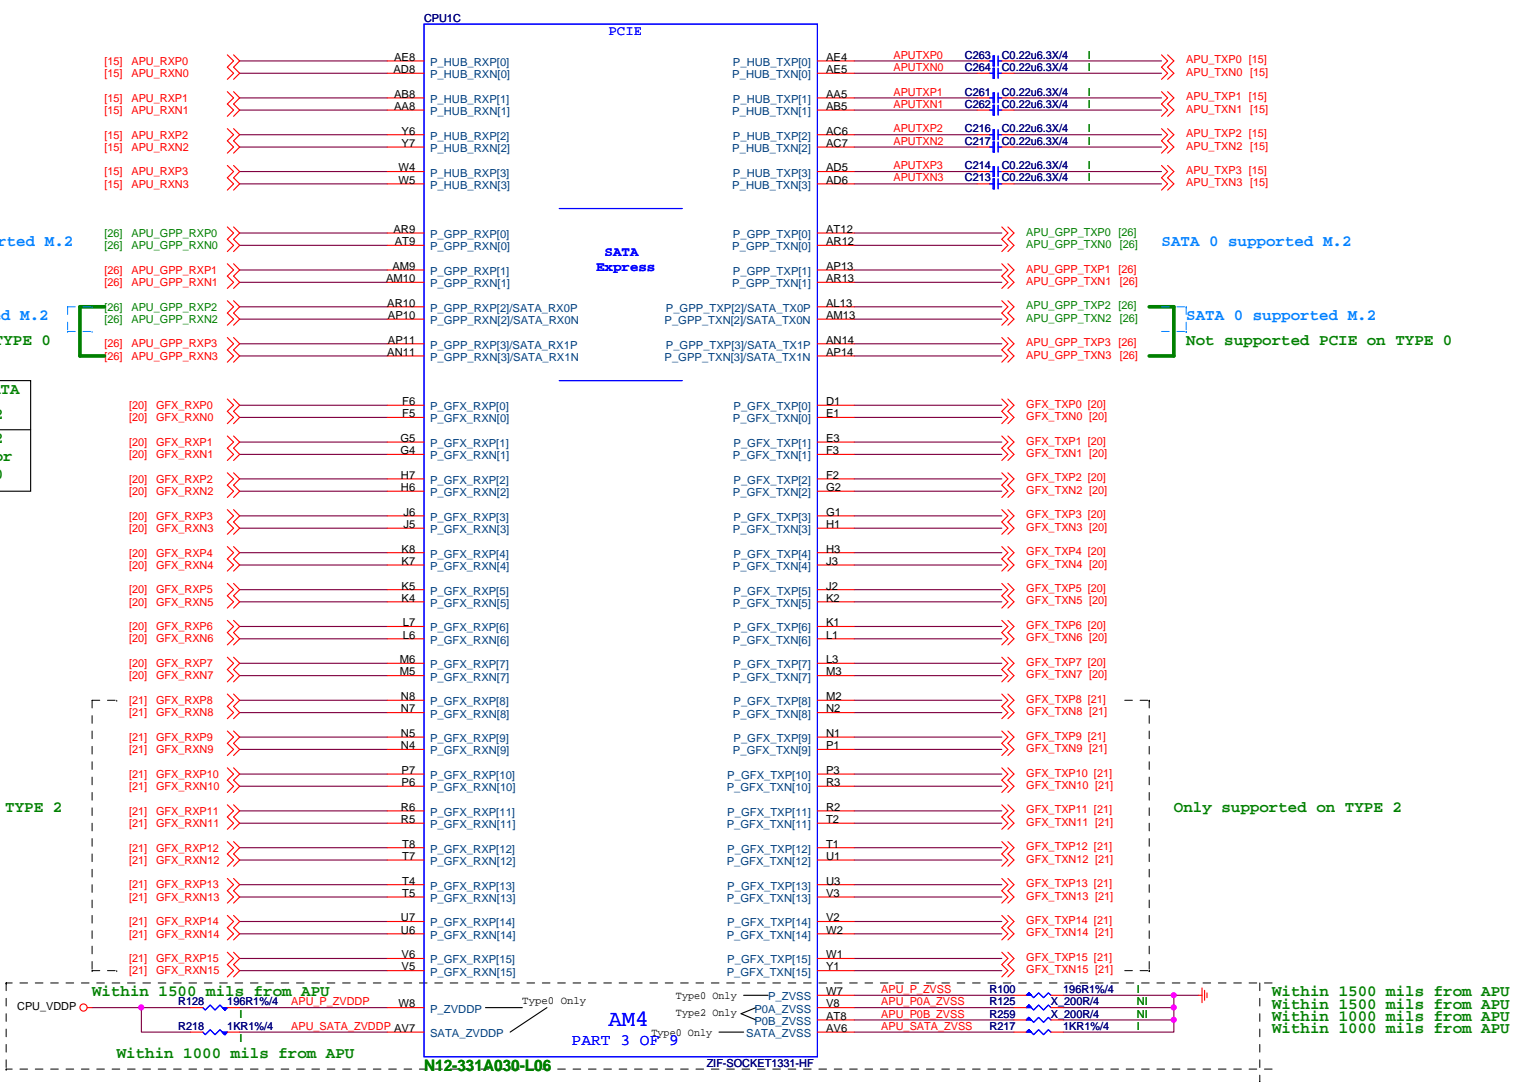 CPU1C
PCIE
[15] APU_RXP0 AE8 P_HUB_RXP[0] P_HUB_TXP[0] AE4 APUTXP0 C263 C0.22u6.3X/4 I APU_TXP0 [15]
[15] APU_RXN0 AD8 P_HUB_RXN[0] P_HUB_TXN[0] AE5 APUTXN0 C264 C0.22u6.3X/4 APU_TXN0 [15]
[15] APU_RXP1 AB8 P_HUB_RXP[1] P_HUB_TXP[1] AA5 APUTXP1 C261 C0.22u6.3X/4 I APU_TXP1 [15]
[15] APU_RXN1 AA8 P_HUB_RXN[1] P_HUB_TXN[1] AB5 APUTXN1 C262 C0.22u6.3X/4 I APU_TXN1 [15]
[15] APU_RXP2 Y6 P_HUB_RXP[2] P_HUB_TXP[2] AC6 APUTXP2 C216 C0.22u6.3X/4 I APU_TXP2 [15]
[15] APU_RXN2 Y7 P_HUB_RXN[2] P_HUB_TXN[2] AC7 APUTXN2 C217 C0.22u6.3X/4 I APU_TXN2 [15]
[15] APU_RXP3 W4 P_HUB_RXP[3] P_HUB_TXP[3] AD5 APUTXP3 C214 C0.22u6.3X/4 I APU_TXP3 [15]
[15] APU_RXN3 W5 P_HUB_RXN[3] P_HUB_TXN[3] AD6 APUTXN3 C213 C0.22u6.3X/4 I APU_TXN3 [15]
[26] APU_GPP_RXP0 AR9 P_GPP_RXP[0] P_GPP_TXP[0] AT12 APU_GPP_TXP0 [26]
rted M.2 [26] APU_GPP_RXN0 AT9 P_GPP_RXN[0] P_GPP_TXN[0] AR12 APU_GPP_TXN0 [26] SATA 0 supported M.2
SATA
Express
[26] APU_GPP_RXP1 AM9 P_GPP_RXP[1] P_GPP_TXP[1] AP13 APU_GPP_TXP1 [26]
[26] APU_GPP_RXN1 AM10 P_GPP_RXN[1] P_GPP_TXN[1] AR13 APU_GPP_TXN1 [26]
[26] APU_GPP_RXP2 AR10 P_GPP_RXP[2]/SATA_RX0P P_GPP_TXP[2]/SATA_TX0P AL13 APU_GPP_TXP2 [26]
d M.2 [26] APU_GPP_RXN2 AP10 P_GPP_RXN[2]/SATA_RX0N P_GPP_TXN[2]/SATA_TX0N AM13 APU_GPP_TXN2 [26] SATA 0 supported M.2
TYPE 0 [26] APU_GPP_RXP3 AP11 P_GPP_RXP[3]/SATA_RX1P P_GPP_TXP[3]/SATA_TX1P AN14 APU_GPP_TXP3 [26] Not supported PCIE on TYPE 0
[26] APU_GPP_RXN3 AN11 P_GPP_RXN[3]/SATA_RX1N P_GPP_TXN[3]/SATA_TX1N AP14 APU_GPP_TXN3 [26]
TA
2
2
or
)
[20] GFX_RXP0 F6 P_GFX_RXP[0] P_GFX_TXP[0] D1 GFX_TXP0 [20]
[20] GFX_RXN0 F5 P_GFX_RXN[0] P_GFX_TXN[0] E1 GFX_TXN0 [20]
[20] GFX_RXP1 G5 P_GFX_RXP[1] P_GFX_TXP[1] E3 GFX_TXP1 [20]
[20] GFX_RXN1 G4 P_GFX_RXN[1] P_GFX_TXN[1] F3 GFX_TXN1 [20]
[20] GFX_RXP2 H7 P_GFX_RXP[2] P_GFX_TXP[2] F2 GFX_TXP2 [20]
[20] GFX_RXN2 H6 P_GFX_RXN[2] P_GFX_TXN[2] G2 GFX_TXN2 [20]
[20] GFX_RXP3 J6 P_GFX_RXP[3] P_GFX_TXP[3] G1 GFX_TXP3 [20]
[20] GFX_RXN3 J5 P_GFX_RXN[3] P_GFX_TXN[3] H1 GFX_TXN3 [20]
[20] GFX_RXP4 K8 P_GFX_RXP[4] P_GFX_TXP[4] H3 GFX_TXP4 [20]
[20] GFX_RXN4 K7 P_GFX_RXN[4] P_GFX_TXN[4] J3 GFX_TXN4 [20]
[20] GFX_RXP5 K5 P_GFX_RXP[5] P_GFX_TXP[5] J2 GFX_TXP5 [20]
[20] GFX_RXN5 K4 P_GFX_RXN[5] P_GFX_TXN[5] K2 GFX_TXN5 [20]
[20] GFX_RXP6 L7 P_GFX_RXP[6] P_GFX_TXP[6] K1 GFX_TXP6 [20]
[20] GFX_RXN6 L6 P_GFX_RXN[6] P_GFX_TXN[6] L1 GFX_TXN6 [20]
[20] GFX_RXP7 M6 P_GFX_RXP[7] P_GFX_TXP[7] L3 GFX_TXP7 [20]
[20] GFX_RXN7 M5 P_GFX_RXN[7] P_GFX_TXN[7] M3 GFX_TXN7 [20]
[21] GFX_RXP8 N8 P_GFX_RXP[8] P_GFX_TXP[8] M2 GFX_TXP8 [21]
[21] GFX_RXN8 N7 P_GFX_RXN[8] P_GFX_TXN[8] N2 GFX_TXN8 [21]
[21] GFX_RXP9 N5 P_GFX_RXP[9] P_GFX_TXP[9] N1 GFX_TXP9 [21]
[21] GFX_RXN9 N4 P_GFX_RXN[9] P_GFX_TXN[9] P1 GFX_TXN9 [21]
[21] GFX_RXP10 P7 P_GFX_RXP[10] P_GFX_TXP[10] P3 GFX_TXP10 [21]
[21] GFX_RXN10 P6 P_GFX_RXN[10] P_GFX_TXN[10] R3 GFX_TXN10 [21]
TYPE 2 [21] GFX_RXP11 R6 P_GFX_RXP[11] P_GFX_TXP[11] R2 GFX_TXP11 [21] Only supported on TYPE 2
[21] GFX_RXN11 R5 P_GFX_RXN[11] P_GFX_TXN[11] T2 GFX_TXN11 [21]
[21] GFX_RXP12 T8 P_GFX_RXP[12] P_GFX_TXP[12] T1 GFX_TXP12 [21]
[21] GFX_RXN12 T7 P_GFX_RXN[12] P_GFX_TXN[12] U1 GFX_TXN12 [21]
[21] GFX_RXP13 T4 P_GFX_RXP[13] P_GFX_TXP[13] U3 GFX_TXP13 [21]
[21] GFX_RXN13 T5 P_GFX_RXN[13] P_GFX_TXN[13] V3 GFX_TXN13 [21]
[21] GFX_RXP14 U7 P_GFX_RXP[14] P_GFX_TXP[14] V2 GFX_TXP14 [21]
[21] GFX_RXN14 U6 P_GFX_RXN[14] P_GFX_TXN[14] W2 GFX_TXN14 [21]
[21] GFX_RXP15 V6 P_GFX_RXP[15] P_GFX_TXP[15] W1 GFX_TXP15 [21]
[21] GFX_RXN15 V5 P_GFX_RXN[15] P_GFX_TXN[15] Y1 GFX_TXN15 [21]
Within 1500 mils from APU Type0 Only P_ZVSS W7 APU_P_ZVSS R100 196R1%/4 I Within 1500 mils from APU
CPU_VDDP R128 196R1%/4 APU_P_ZVDDP W8 P_ZVDDP Type0 Only P0A_ZVSS V8 APU_P0A_ZVSS R125 X_200R/4 NI Within 1500 mils from APU
I Type2 Only P0B_ZVSS AT8 APU_P0B_ZVSS R259 X_200R/4 NI Within 1000 mils from APU
R218 1KR1%/4 APU_SATA_ZVDDP AV7 SATA_ZVDDP Type0 Only SATA_ZVSS AV6 APU_SATA_ZVSS R217 1KR1%/4 I Within 1000 mils from APU
I
AM4
PART 3 OF 9
Within 1000 mils from APU
N12-331A030-L06 ZIF-SOCKET1331-HF